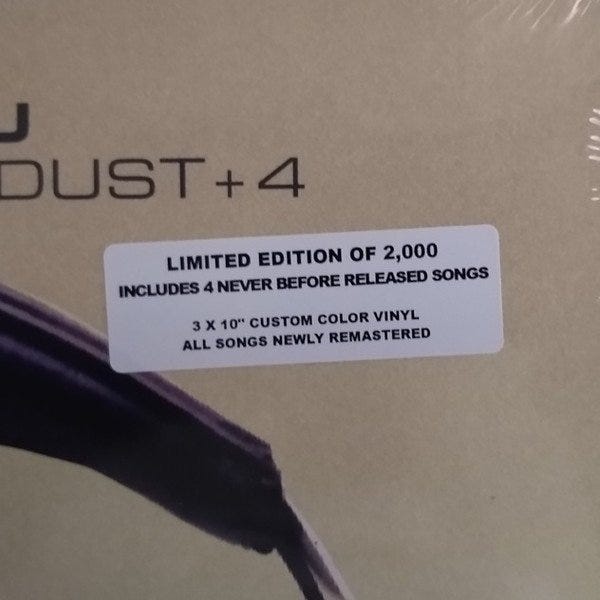 U
DUST + 4
LIMITED EDITION OF 2,000
INCLUDES 4 NEVER BEFORE RELEASED SONGS
3 X 10" CUSTOM COLOR VINYL
ALL SONGS NEWLY REMASTERED